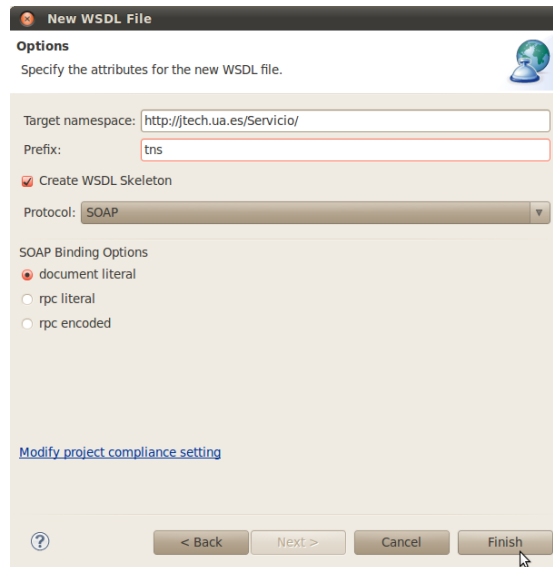 New WSDL File
Options
Specify the attributes for the new WSDL file.
Target namespace: http://jtech.ua.es/Servicio/
Prefix: tns
Create WSDL Skeleton
Protocol: SOAP
SOAP Binding Options
document literal
rpc literal
rpc encoded
Modify project compliance setting
? < Back Next > Cancel Finish